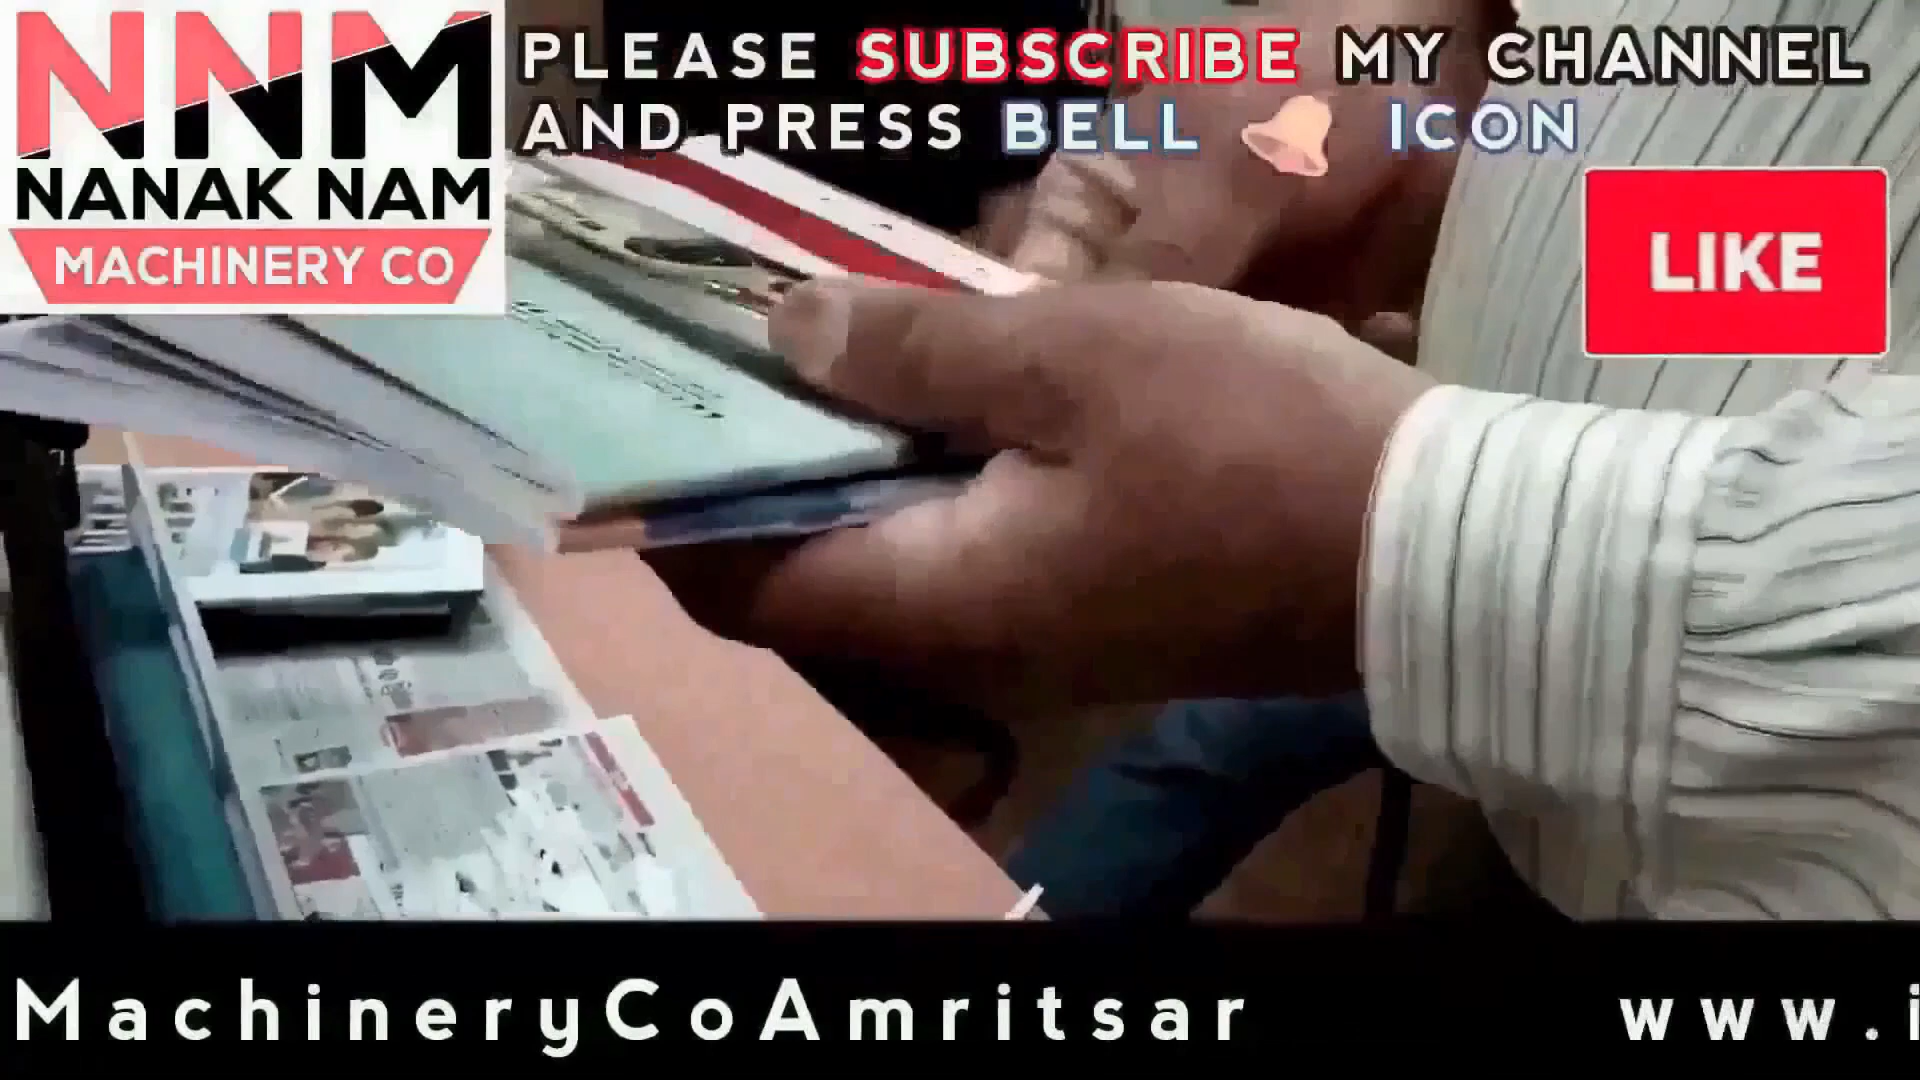 NNM
NANAK NAM
MACHINERY CO
PLEASE SUBSCRIBE MY CHANNEL
AND PRESS BELL 🔔 ICON
LIKE
MachineryCoAmritsar
www.i